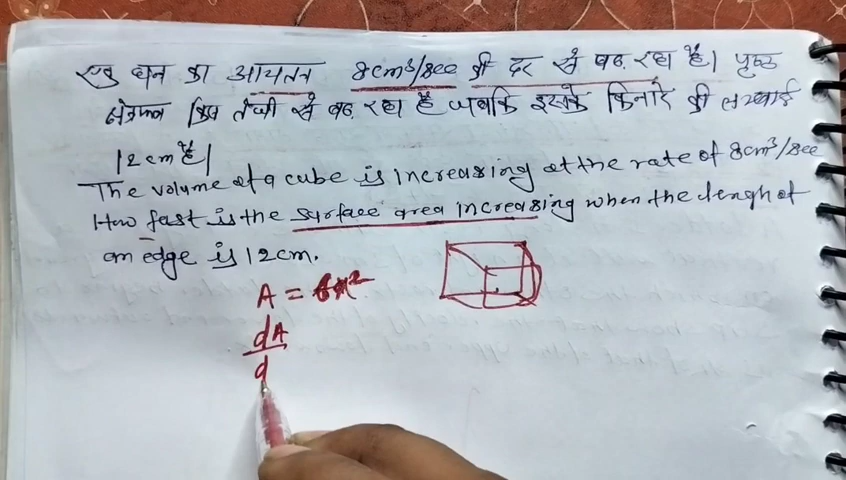 एक घन का आयतन 8cm³/sec की दर से बढ़ रहा है। पृष्ठ
क्षेत्रफल किस तेजी से बढ़ रहा है जबकि इसके किनारे की लम्बाई
12cm है।
The volume of a cube is increasing at the rate of 8cm³/sec
How fast is the surface area increasing when the lengh of
an edge is 12cm.
A = 6x²
dA
d